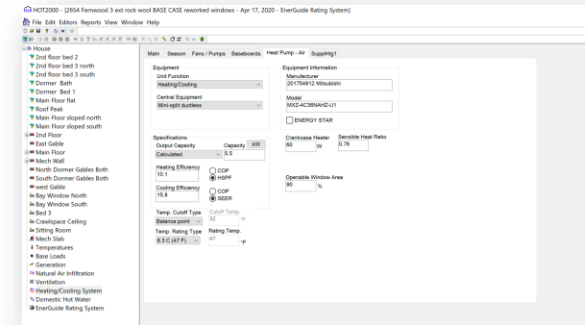 HOT2000 - [2654 Fernwood 3 ext rock wool BASE CASE reworked windows - Apr 17, 2020 - EnerGuide Rating System]
File Edit Editors Reports View Window Help
House
2nd floor bed 2
2nd floor bed 3 north
2nd floor bed 3 south
Dormer Bath
Dormer Bed 1
Main Floor flat
Roof Peak
Main Floor sloped north
Main Floor sloped south
2nd Floor
East Gable
Main Floor
Mech Wall
North Dormer Gables Both
South Dormer Gables Both
west Gable
Bay Window North
Bay Window South
Bed 3
Crawlspace Ceiling
Sitting Room
Mech Slab
Temperatures
Base Loads
Generation
Natural Air Infiltration
Ventilation
Heating/Cooling System
Domestic Hot Water
EnerGuide Rating System
Main Season Fans / Pumps Baseboards Heat Pump - Air SupplHtg1
Equipment
Unit Function
Heating/Cooling
Central Equipment
Mini-split ductless
Equipment Information
Manufacturer
201754912 Mitsubishi
Model
MXZ-4C36NAHZ-U1
ENERGY STAR
Specifications
Output Capacity Capacity kW
Calculated 5.5
Heating Efficiency
10.1 COP
HSPF
Cooling Efficiency
15.8 COP
SEER
Temp. Cutoff Type Cutoff Temp.
Balance point 32 °F
Temp. Rating Type Rating Temp.
8.3 C (47 F) 47 °F
Crankcase Heater Sensible Heat Ratio
60 W 0.76
Openable Window Area
90 %